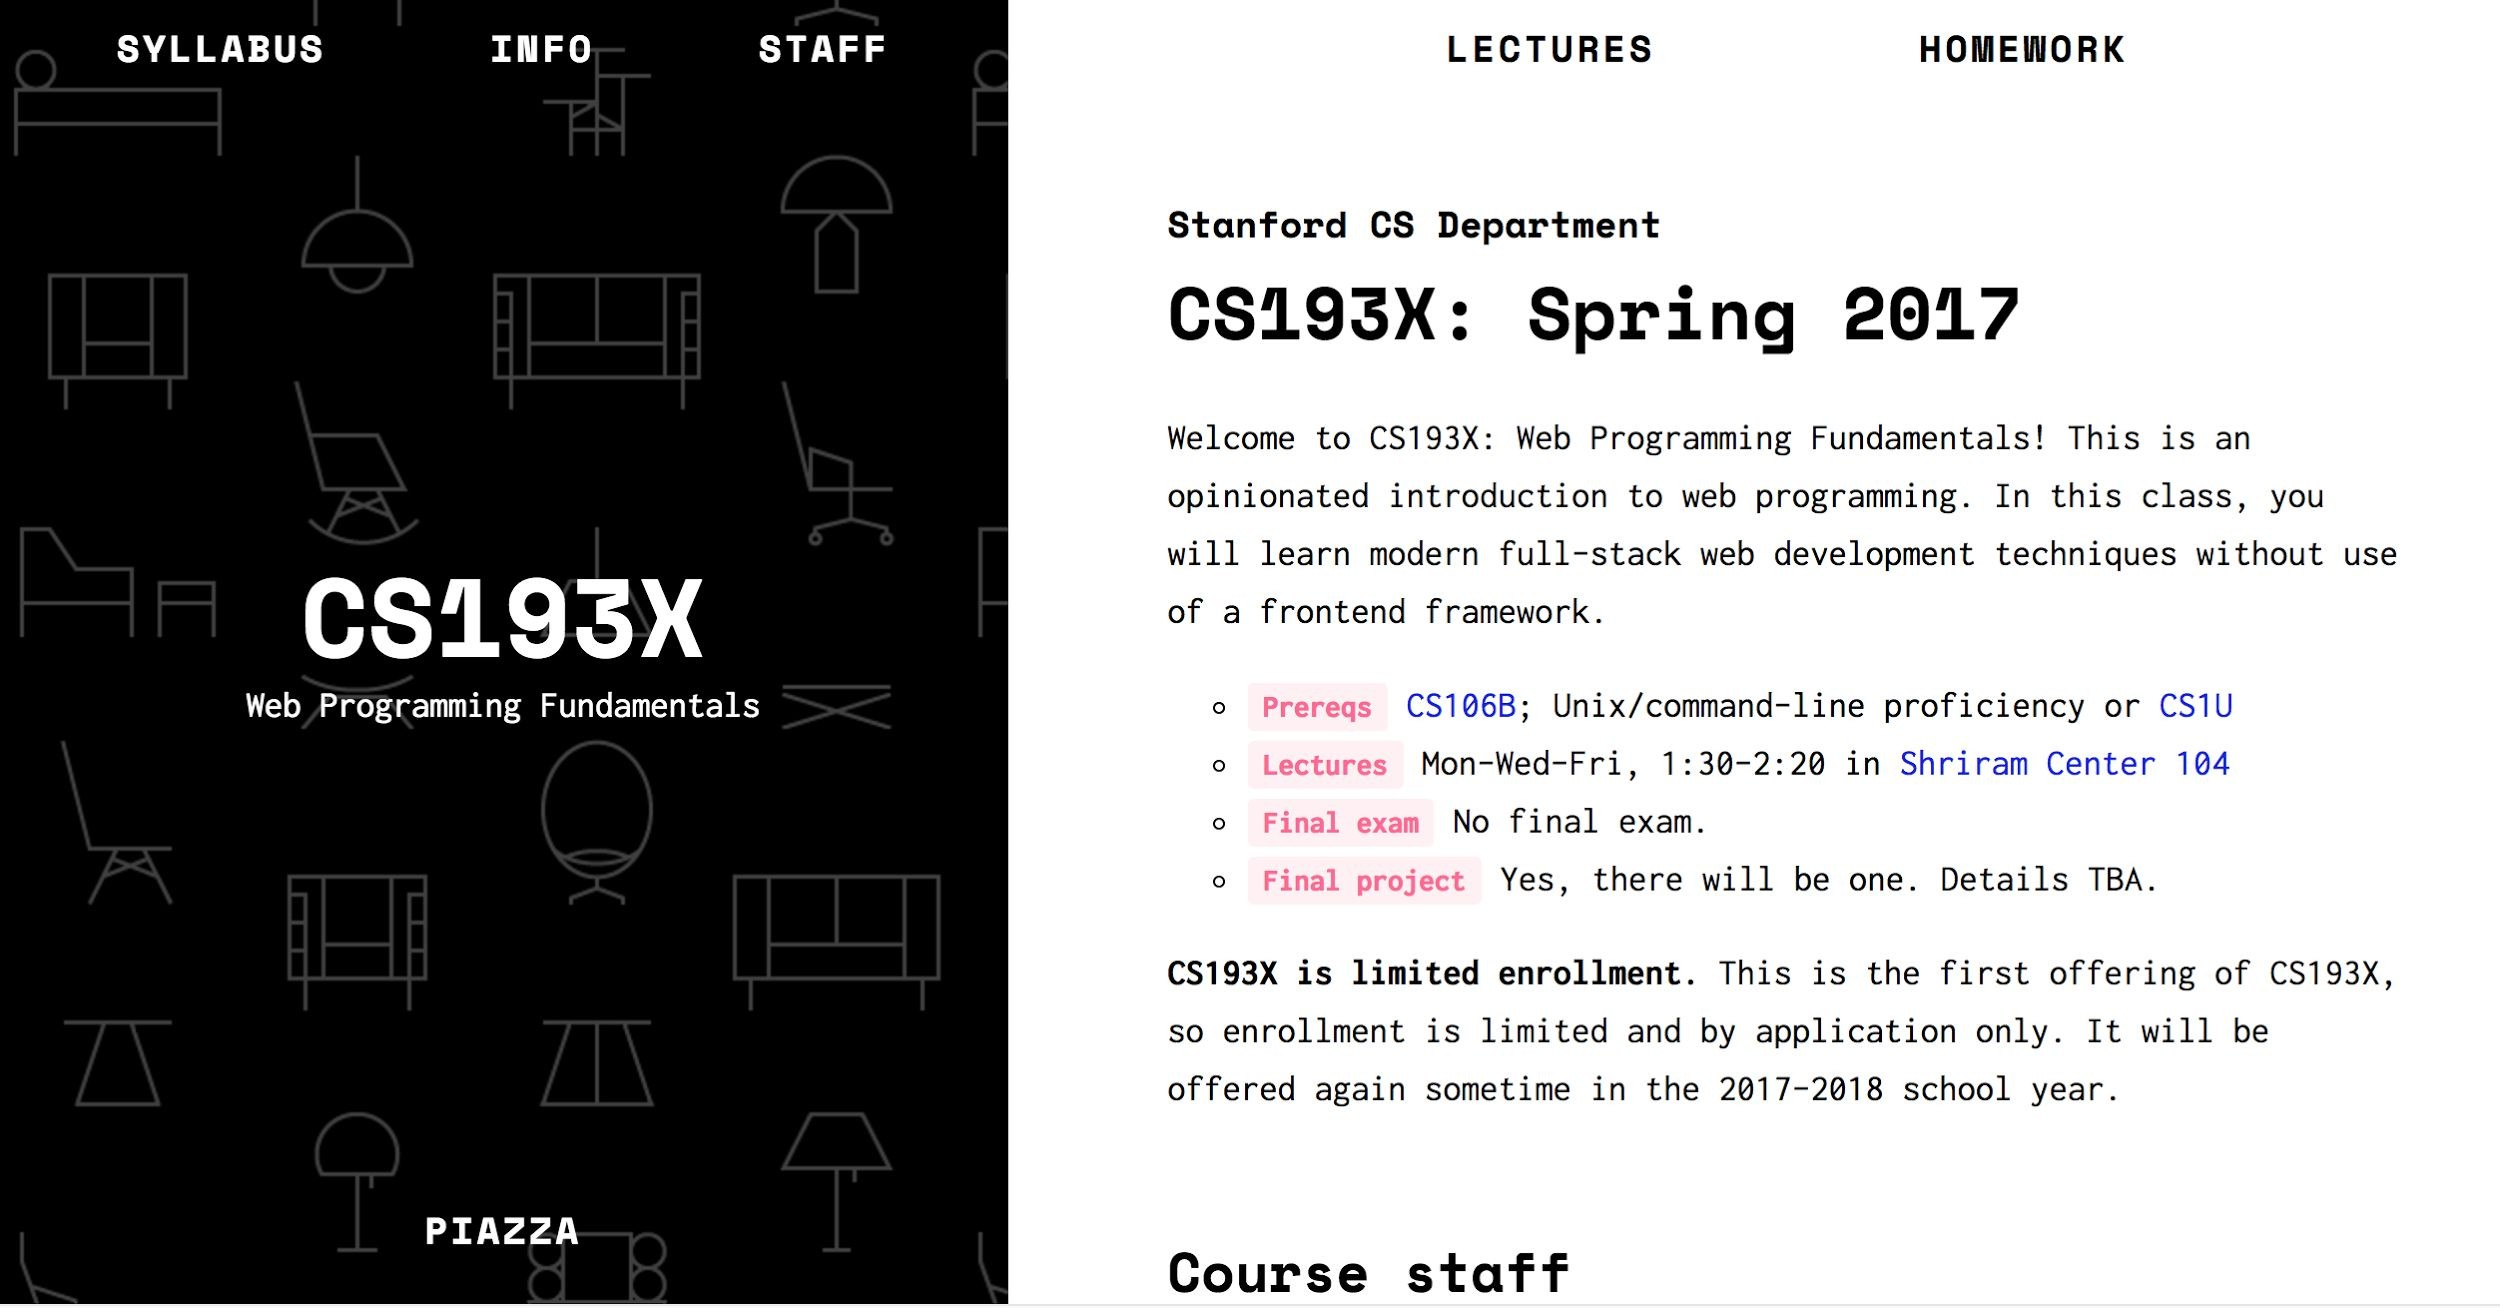 SYLLABUS INFO STAFF
CS193X
Web Programming Fundamentals
PIAZZA
LECTURES HOMEWORK
Stanford CS Department
CS193X: Spring 2017
Welcome to CS193X: Web Programming Fundamentals! This is an
opinionated introduction to web programming. In this class, you
will learn modern full-stack web development techniques without use
of a frontend framework.
Prereqs CS106B; Unix/command-line proficiency or CS1U
Lectures Mon-Wed-Fri, 1:30-2:20 in Shriram Center 104
Final exam No final exam.
Final project Yes, there will be one. Details TBA.
CS193X is limited enrollment. This is the first offering of CS193X,
so enrollment is limited and by application only. It will be
offered again sometime in the 2017-2018 school year.
Course staff